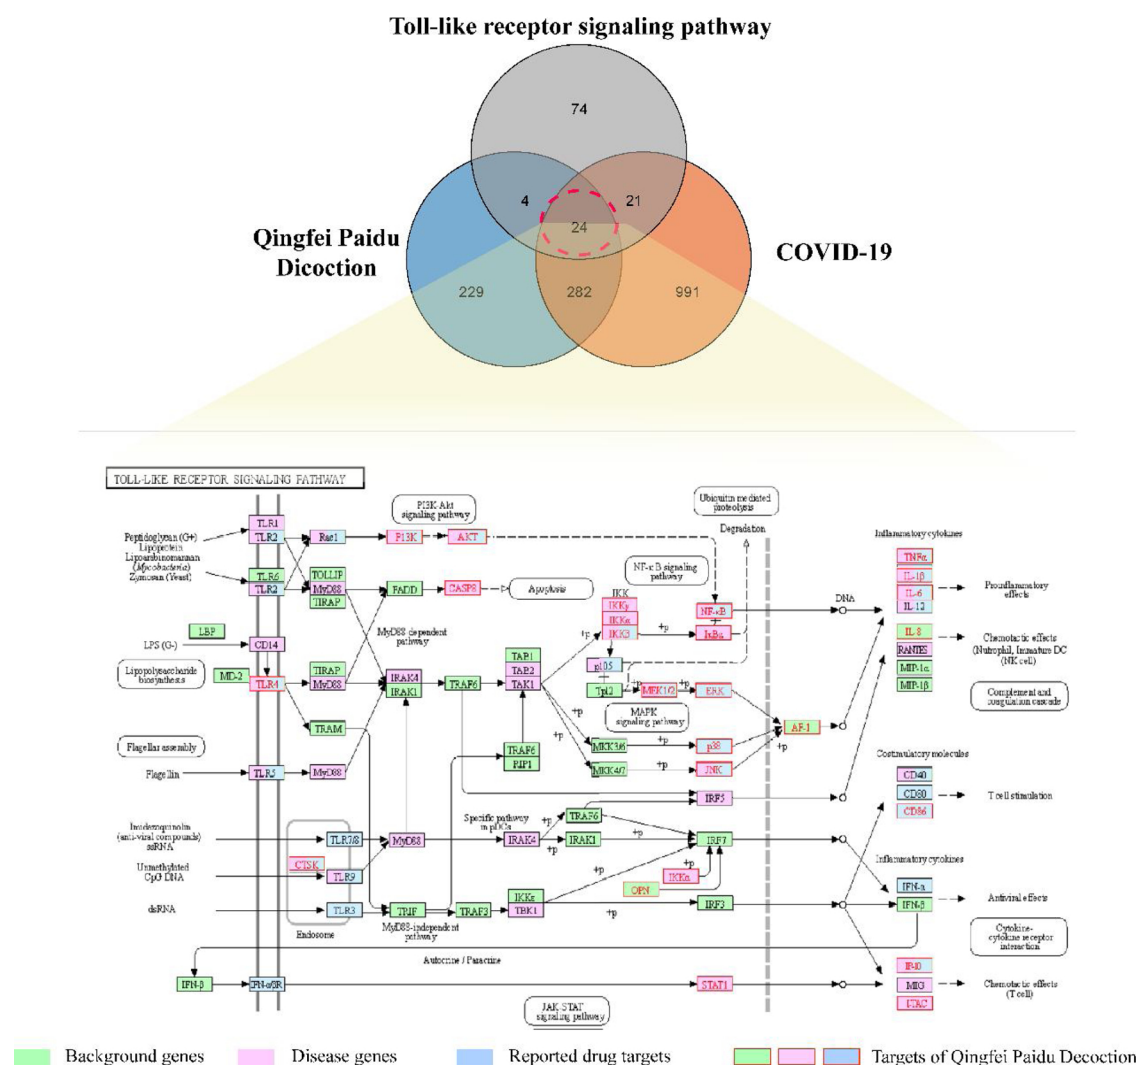 Toll-like receptor signaling pathway
74
4
21
24
Qingfei Paidu
Dicoction
COVID-19
229
282
991
TOLL-LIKE RECEPTOR SIGNALING PATHWAY
Peptidoglycan (G+)
Lipoprotein
Lipoarabinomannan
(Mycobacteria)
Zymosan (Yeast)
TLR1
TLR2
TLR6
TLR2
Rac1
TOLLIP
MyD88
TIRAP
PI3K-Akt
signaling pathway
PI3K
AKT
FADD
CASP8
Apoptosis
MyD88-dependent
pathway
Ubiquitin mediated
proteolysis
Degradation
NF-κB signaling
pathway
IKK
IKKγ
IKKα
IKKβ
+p
NF-κB
+p
IκBα
DNA
LBP
LPS (G-)
CD14
MD-2
TLR4
Lipopolysaccharide
biosynthesis
TIRAP
MyD88
TRAM
IRAK4
IRAK1
TRAF6
TAB1
TAB2
TAK1
+p
p105
Tpl2
+p
MEK1/2
+p
ERK
MAPK
signaling pathway
AP-1
+p
TRAF6
RIP1
+p
MKK3/6
+p
p38
+p
MKK4/7
+p
JNK
Flagellar assembly
Flagellin
TLR5
MyD88
IRF5
Imidazoquinolin
(anti-viral compounds)
ssRNA
TLR7/8
MyD88
Specific pathway
in pDCs
IRAK4
TRAF6
+p
IRAK1
+p
IRF7
Unmethylated
CpG DNA
CTSK
TLR9
IKKα
+p
OPN
dsRNA
TLR3
Endosome
TRIF
TRAF3
IKKε
TBK1
+p
+p
IRF3
MyD88-independent
pathway
Autocrine / Paracrine
IFN-β
IFN-αβR
STAT1
JAK-STAT
signaling pathway
Inflammatory cytokines
TNFα
IL-1β
IL-6
IL-12
Proinflammatory
effects
IL-8
RANTES
MIP-1α
MIP-1β
Chemotactic effects
(Nutrophil, Immature DC
(NK cell)
Complement and
coagulation cascade
Costimulatory molecules
CD40
CD80
CD86
T cell stimulation
Inflammatory cytokines
IFN-α
IFN-β
Antiviral effects
Cytokine-
cytokine receptor
interaction
IP-10
MIG
I-TAC
Chemotactic effects
(T cell)
Background genes
Disease genes
Reported drug targets
Targets of Qingfei Paidu Decoction